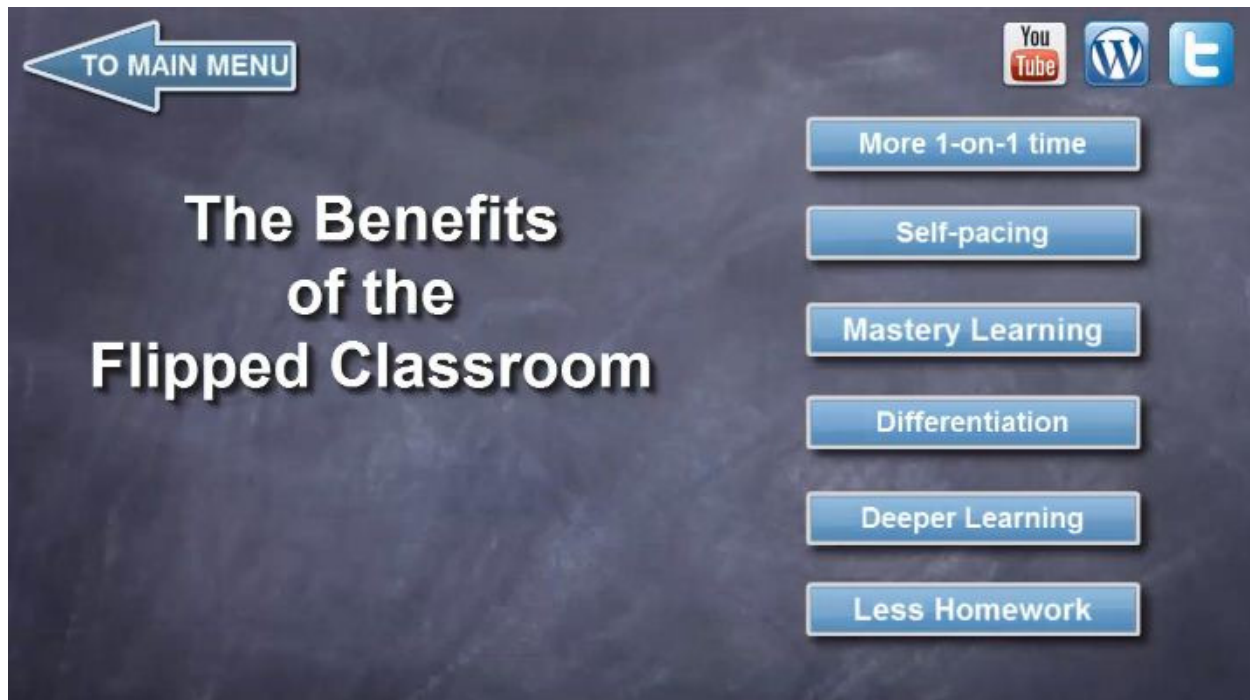 TO MAIN MENU
You
Tube
The Benefits
of the
Flipped Classroom
More 1-on-1 time
Self-pacing
Mastery Learning
Differentiation
Deeper Learning
Less Homework